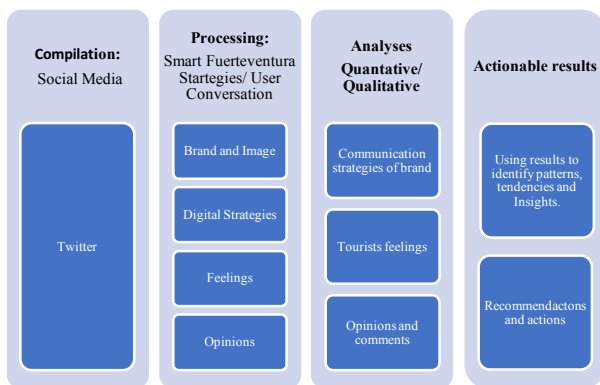 Compilation:
Social Media
Twitter
Processing:
Smart Fuerteventura
Startegies/ User
Conversation
Brand and Image
Digital Strategies
Feelings
Opinions
Analyses
Quantative/
Qualitative
Communication
strategies of brand
Tourists feelings
Opinions and
comments
Actionable results
Using results to
identify patterns,
tendencies and
Insights.
Recommendactons
and actions